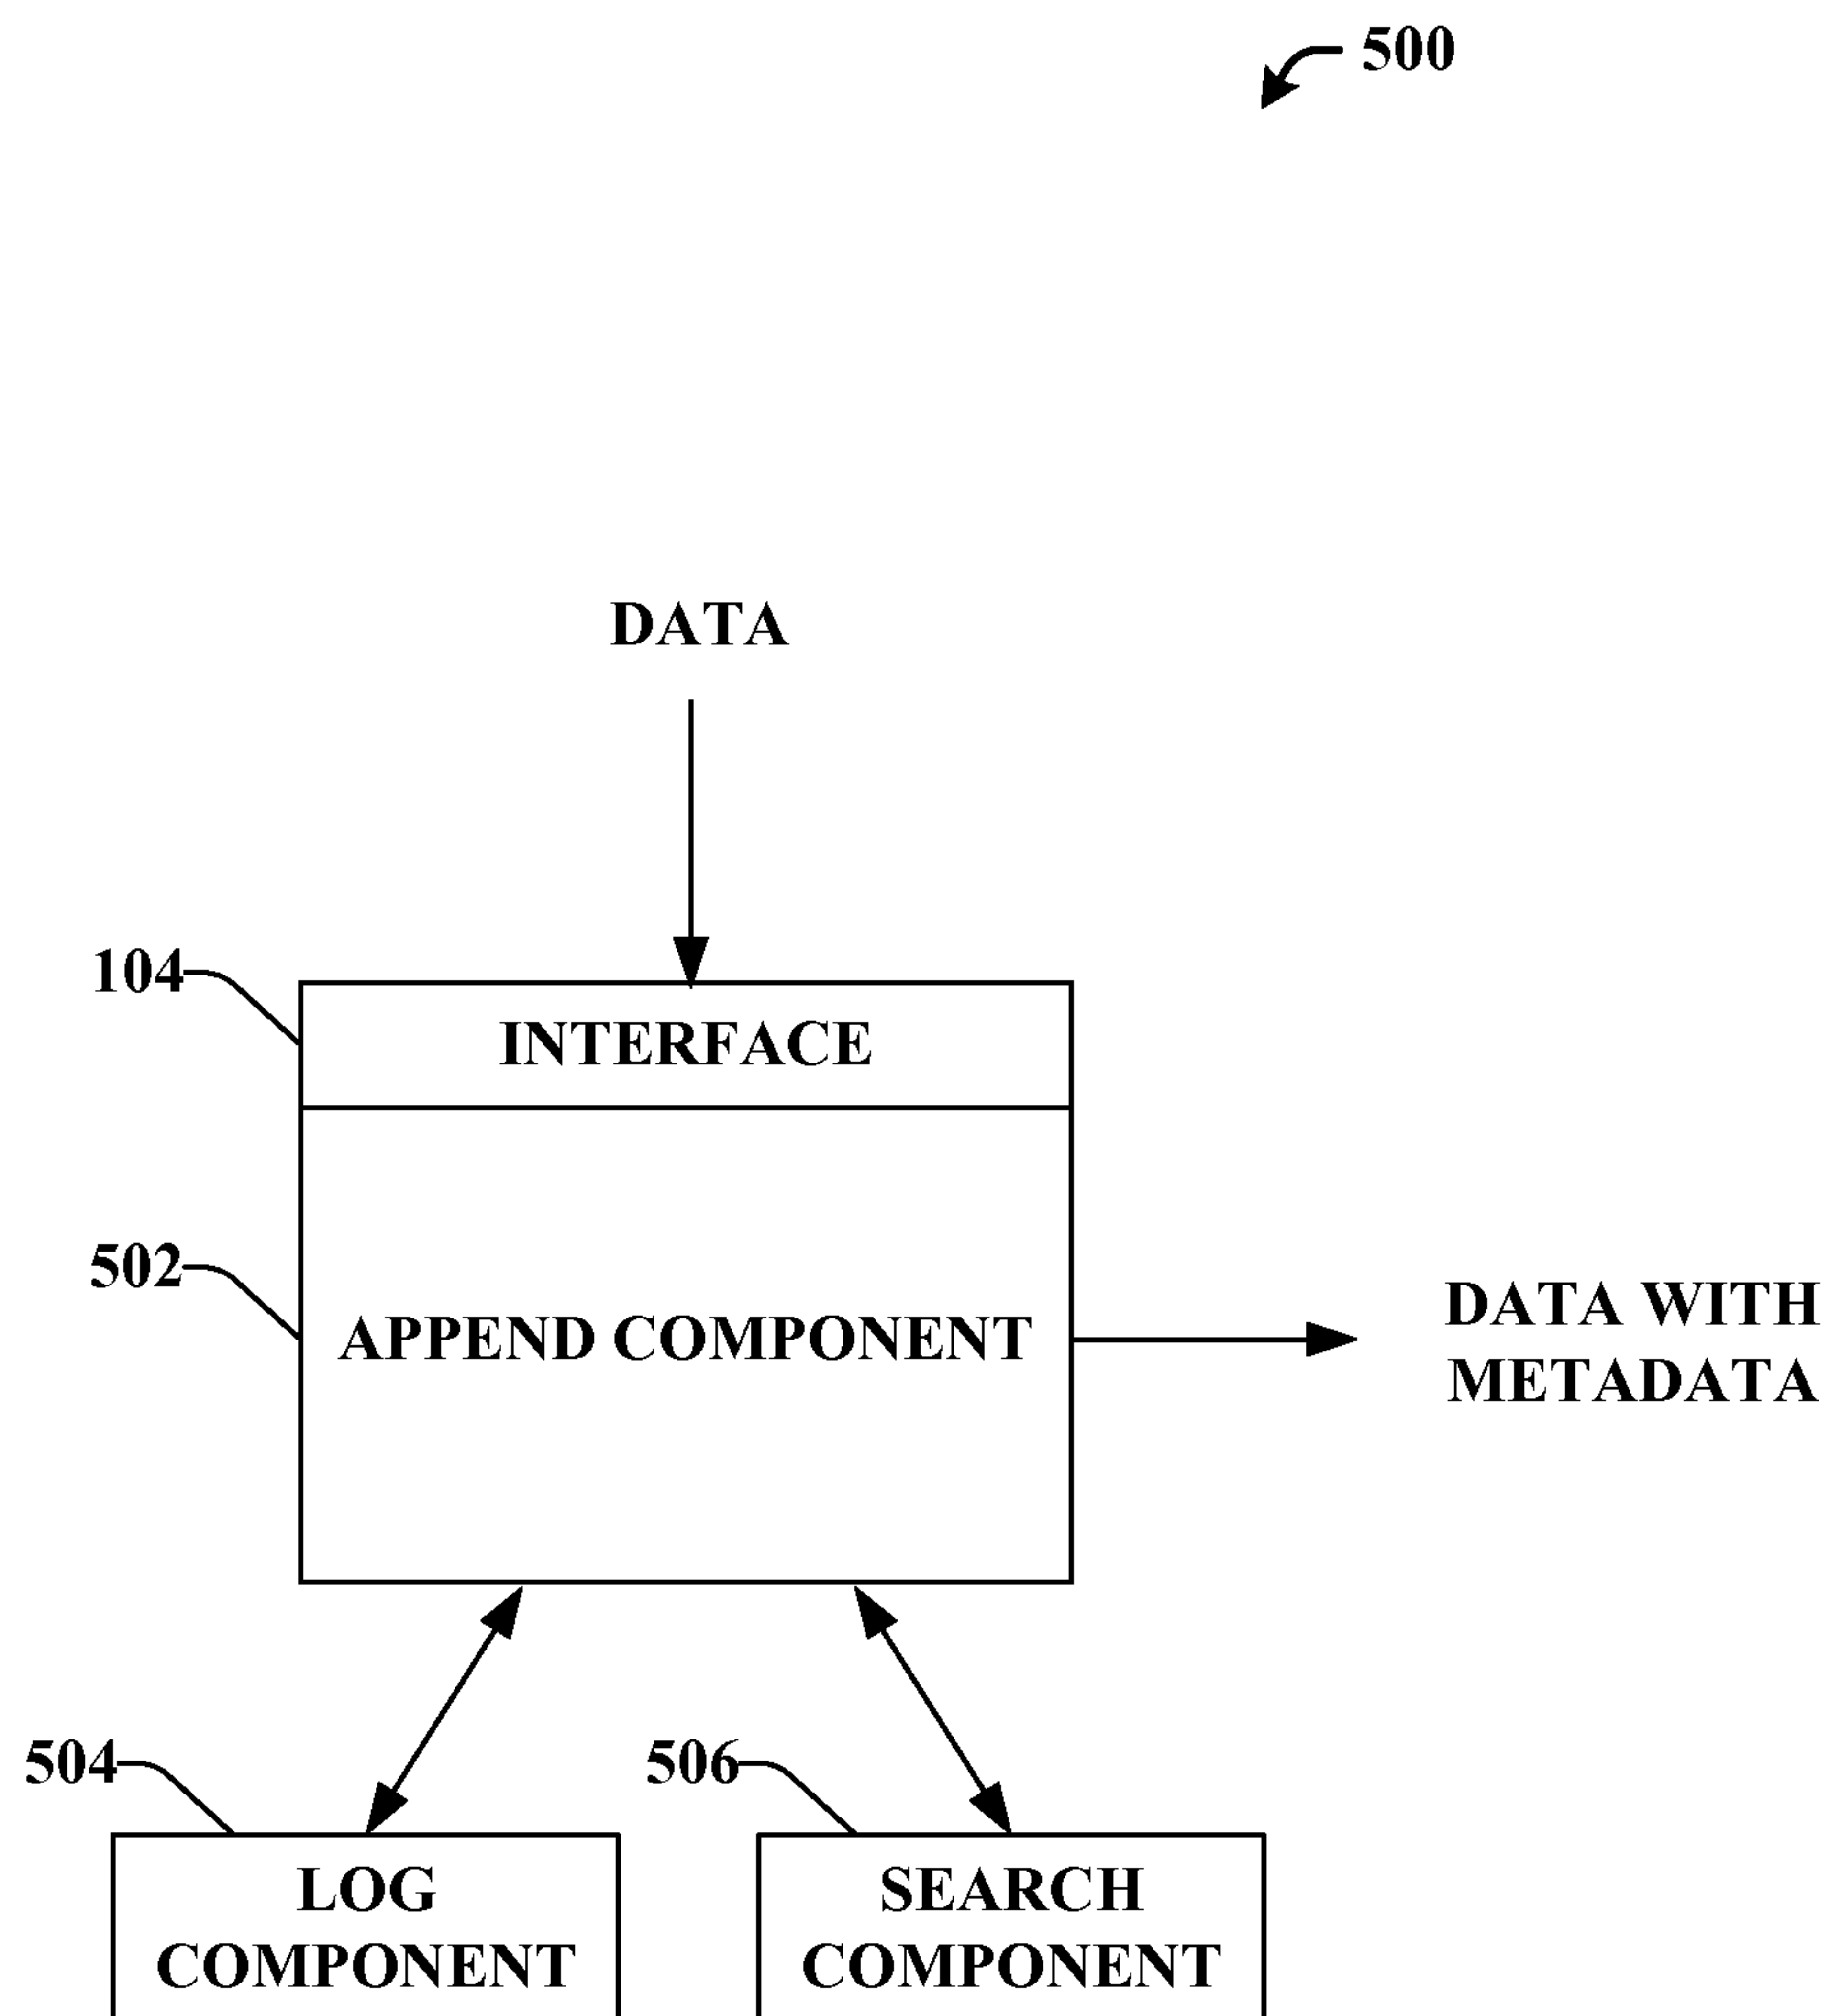 500
DATA
104
INTERFACE
502
APPEND COMPONENT
DATA WITH
METADATA
504
506
LOG
COMPONENT
SEARCH
COMPONENT